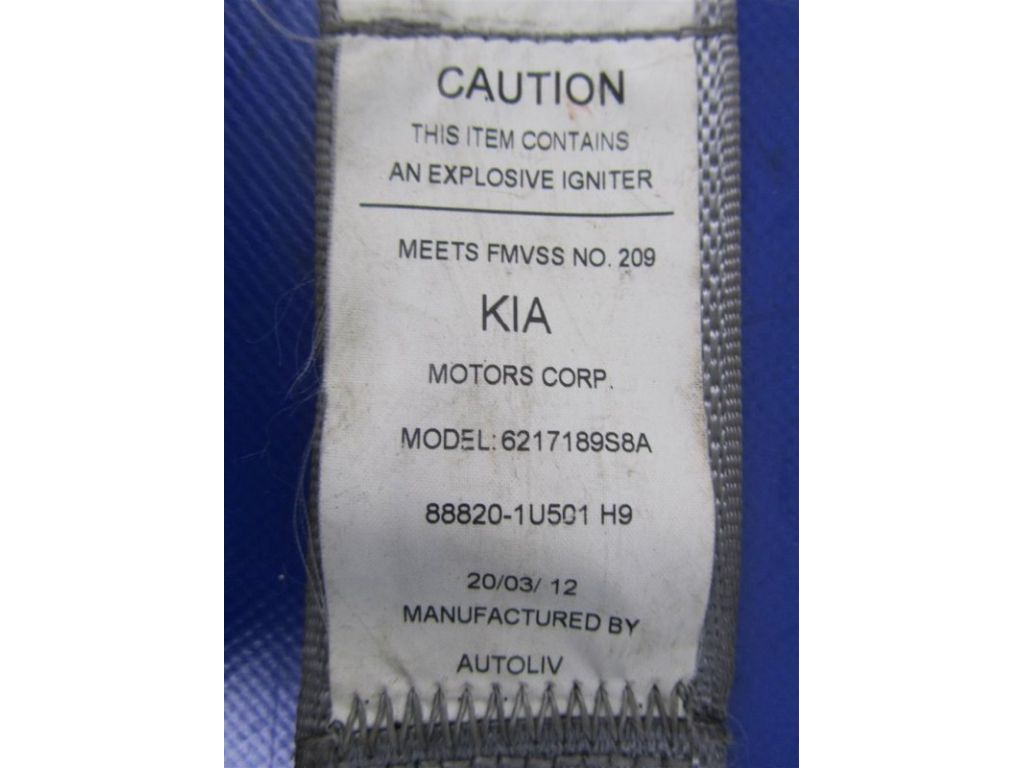 CAUTION
THIS ITEM CONTAINS
AN EXPLOSIVE IGNITER
MEETS FMVSS NO. 209
KIA
MOTORS CORP.
MODEL: 6217189S8A
88820-1U501 H9
20/03/ 12
MANUFACTURED BY
AUTOLIV